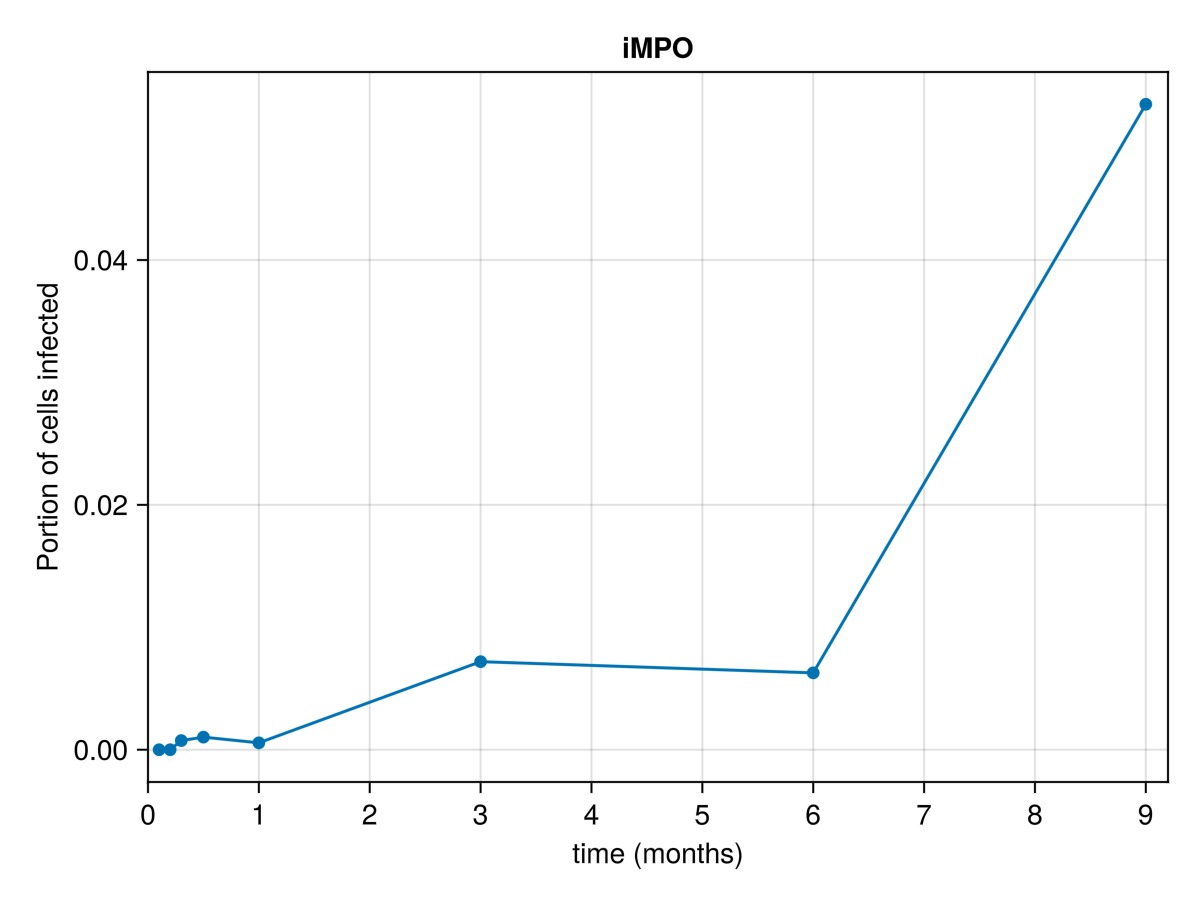 iMPO
Portion of cells infected
0.04
0.02
0.00
0 1 2 3 4 5 6 7 8 9
time (months)